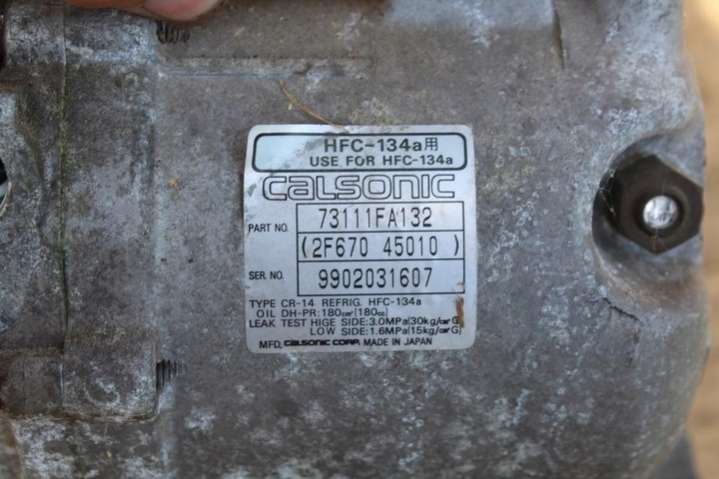 HFC-134a用
USE FOR HFC-134a
CALSONIC
PART NO. 73111FA132
(2F670 45010)
SER NO. 9902031607
TYPE CR-14 REFRIG. HFC-134a
OIL DH-PR:180cm³(180cc)
LEAK TEST HIGE SIDE:3.0MPa(30kg/cm²G)
LOW SIDE:1.6MPa(15kg/cm²G)
MFD. CALSONIC CORP. MADE IN JAPAN